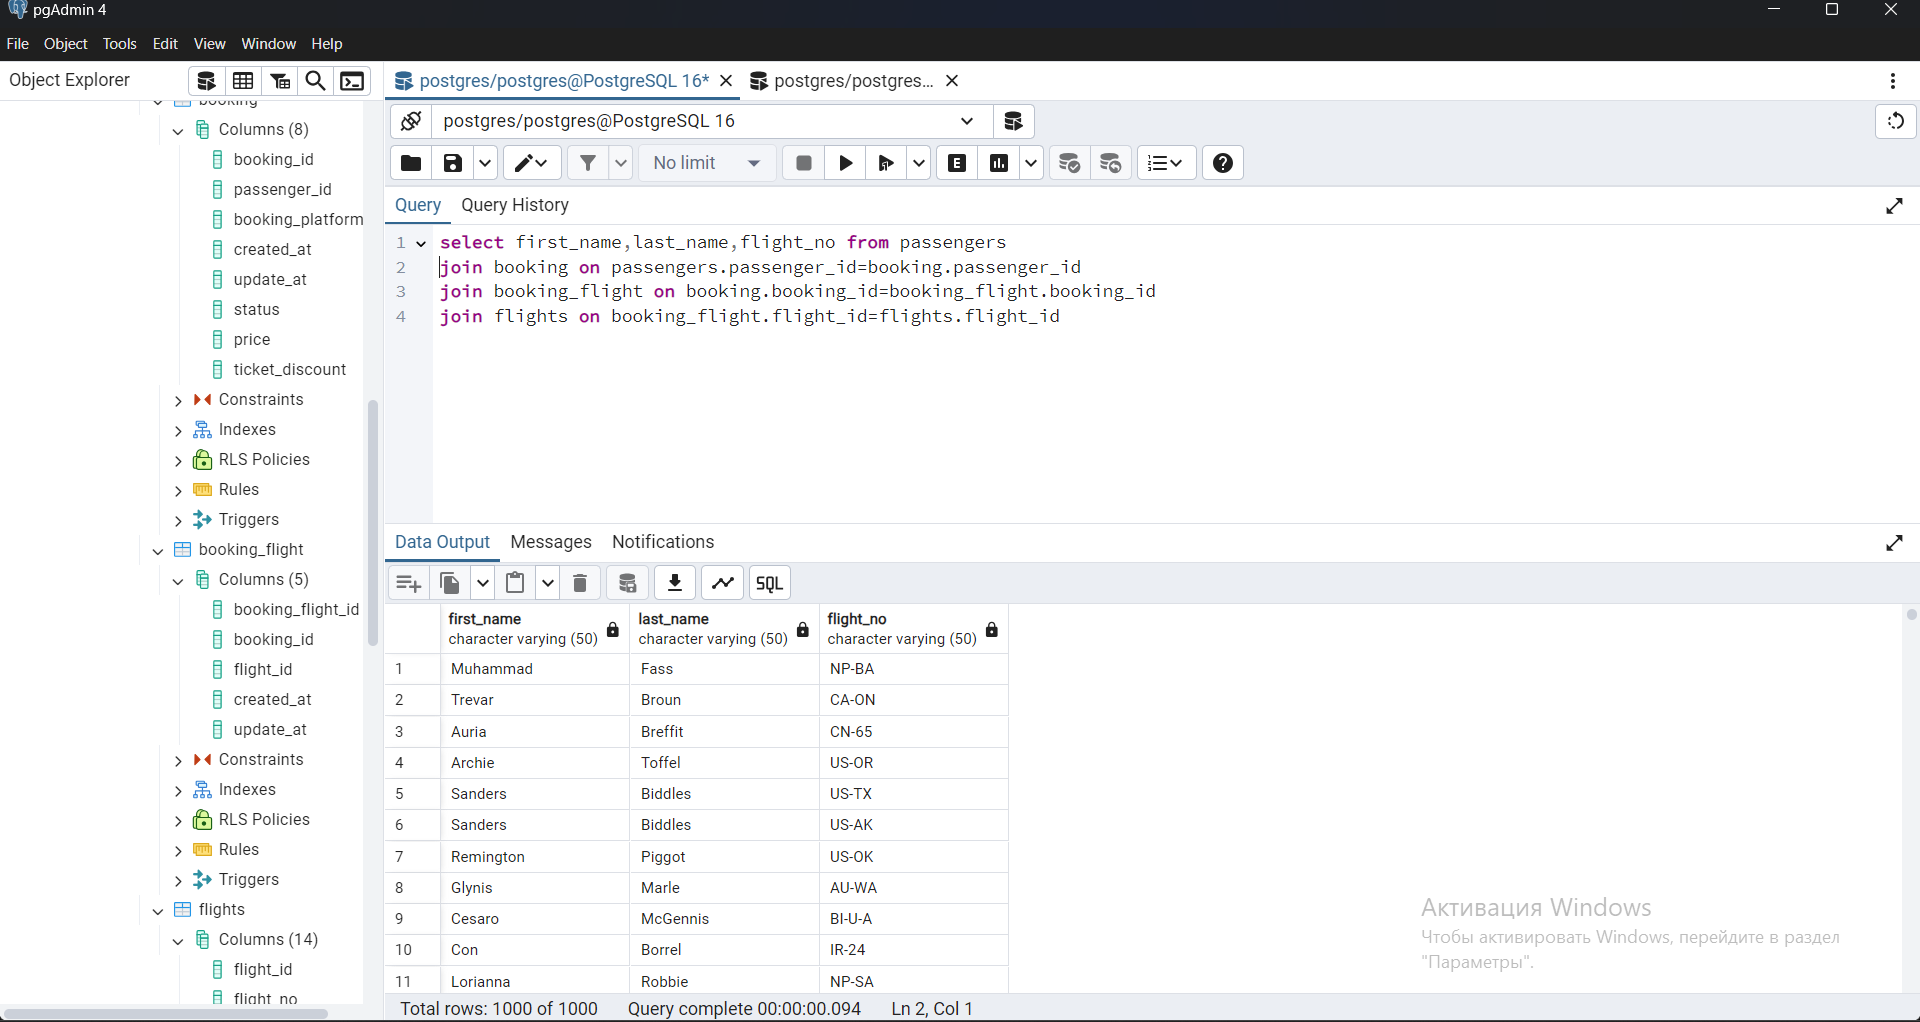 pgAdmin 4
File Object Tools Edit View Window Help
Object Explorer
postgres/postgres@PostgreSQL 16*
postgres/postgres...
booking
Columns (8)
booking_id
passenger_id
booking_platform
created_at
update_at
status
price
ticket_discount
Constraints
Indexes
RLS Policies
Rules
Triggers
booking_flight
Columns (5)
booking_flight_id
booking_id
flight_id
created_at
update_at
Constraints
Indexes
RLS Policies
Rules
Triggers
flights
Columns (14)
flight_id
flight_no
postgres/postgres@PostgreSQL 16
No limit
E
Query Query History
1 select first_name,last_name,flight_no from passengers
2 join booking on passengers.passenger_id=booking.passenger_id
3 join booking_flight on booking.booking_id=booking_flight.booking_id
4 join flights on booking_flight.flight_id=flights.flight_id
Data Output Messages Notifications
SQL
first_name last_name flight_no
character varying (50) character varying (50) character varying (50)
1 Muhammad Fass NP-BA
2 Trevar Broun CA-ON
3 Auria Breffit CN-65
4 Archie Toffel US-OR
5 Sanders Biddles US-TX
6 Sanders Biddles US-AK
7 Remington Piggot US-OK
8 Glynis Marle AU-WA
9 Cesaro McGennis BI-U-A
10 Con Borrel IR-24
11 Lorianna Robbie NP-SA
Активация Windows
Чтобы активировать Windows, перейдите в раздел
"Параметры".
Total rows: 1000 of 1000 Query complete 00:00:00.094 Ln 2, Col 1